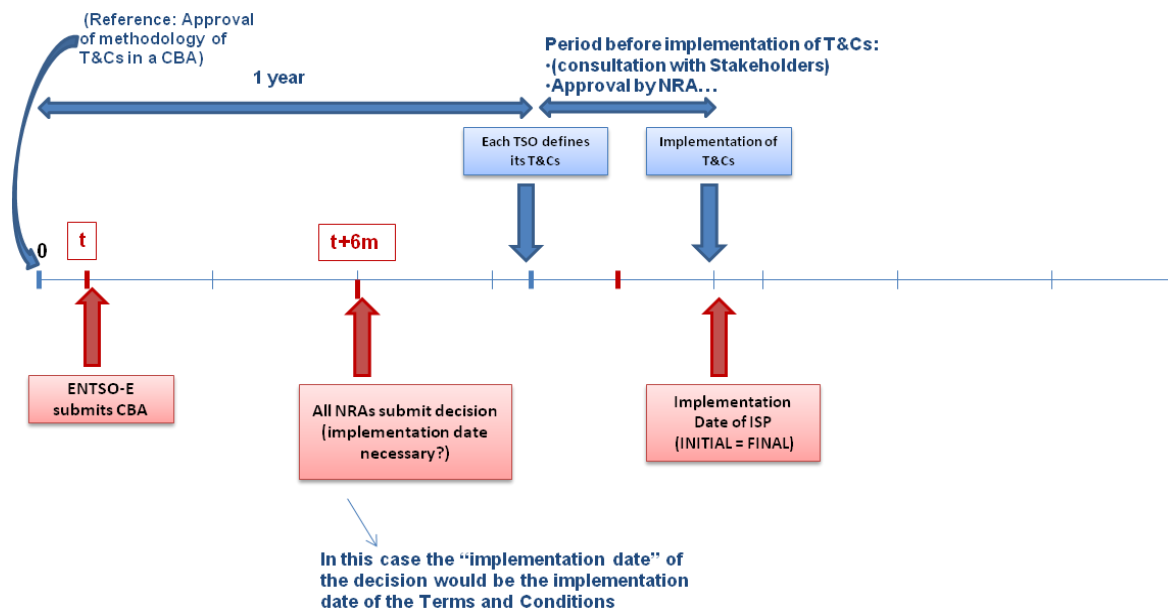 (Reference: Approval
of methodology of
T&Cs in a CBA)
1 year
Period before implementation of T&Cs:
·(consultation with Stakeholders)
·Approval by NRA…
Each TSO defines
its T&Cs
Implementation of
T&Cs
0
t
t+6m
ENTSO-E
submits CBA
All NRAs submit decision
(implementation date
necessary?)
Implementation
Date of ISP
(INITIAL = FINAL)
In this case the “implementation date” of
the decision would be the implementation
date of the Terms and Conditions